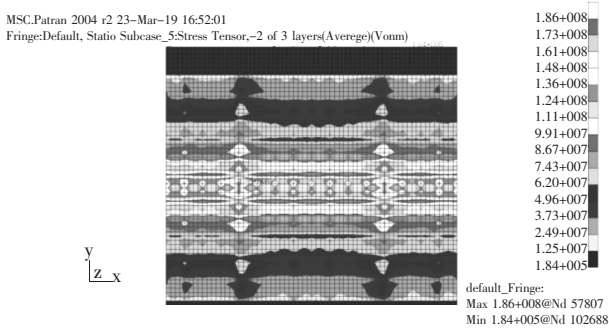 MSC.Patran 2004 r2 23-Mar-19 16:52:01
Fringe:Default, Statio Subcase_5:Stress Tensor,-2 of 3 layers(Averege)(Vonm)
1.86+008
1.73+008
1.61+008
1.48+008
1.36+008
1.24+008
1.11+008
9.91+007
8.67+007
7.43+007
6.20+007
4.96+007
3.73+007
2.49+007
1.25+007
1.84+005
y
z x
default_Fringe:
Max 1.86+008@Nd 57807
Min 1.84+005@Nd 102688